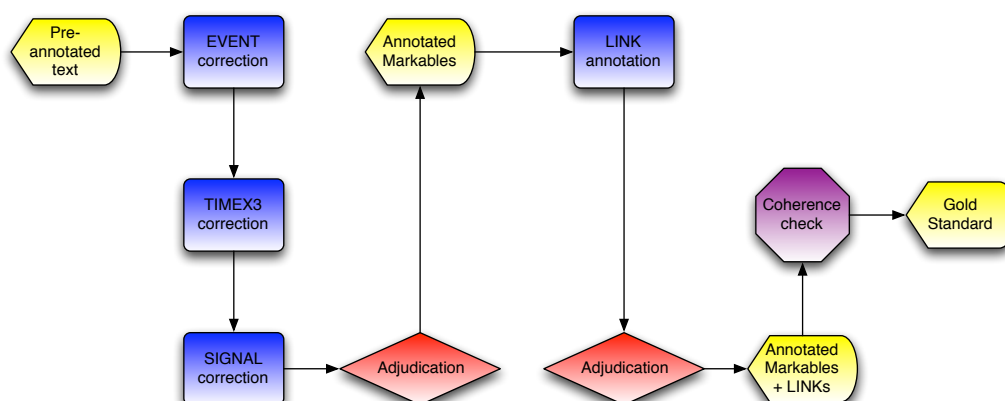 Pre-
annotated
text
EVENT
correction
TIMEX3
correction
SIGNAL
correction
Adjudication
Annotated
Markables
LINK
annotation
Adjudication
Annotated
Markables
+ LINKs
Coherence
check
Gold
Standard